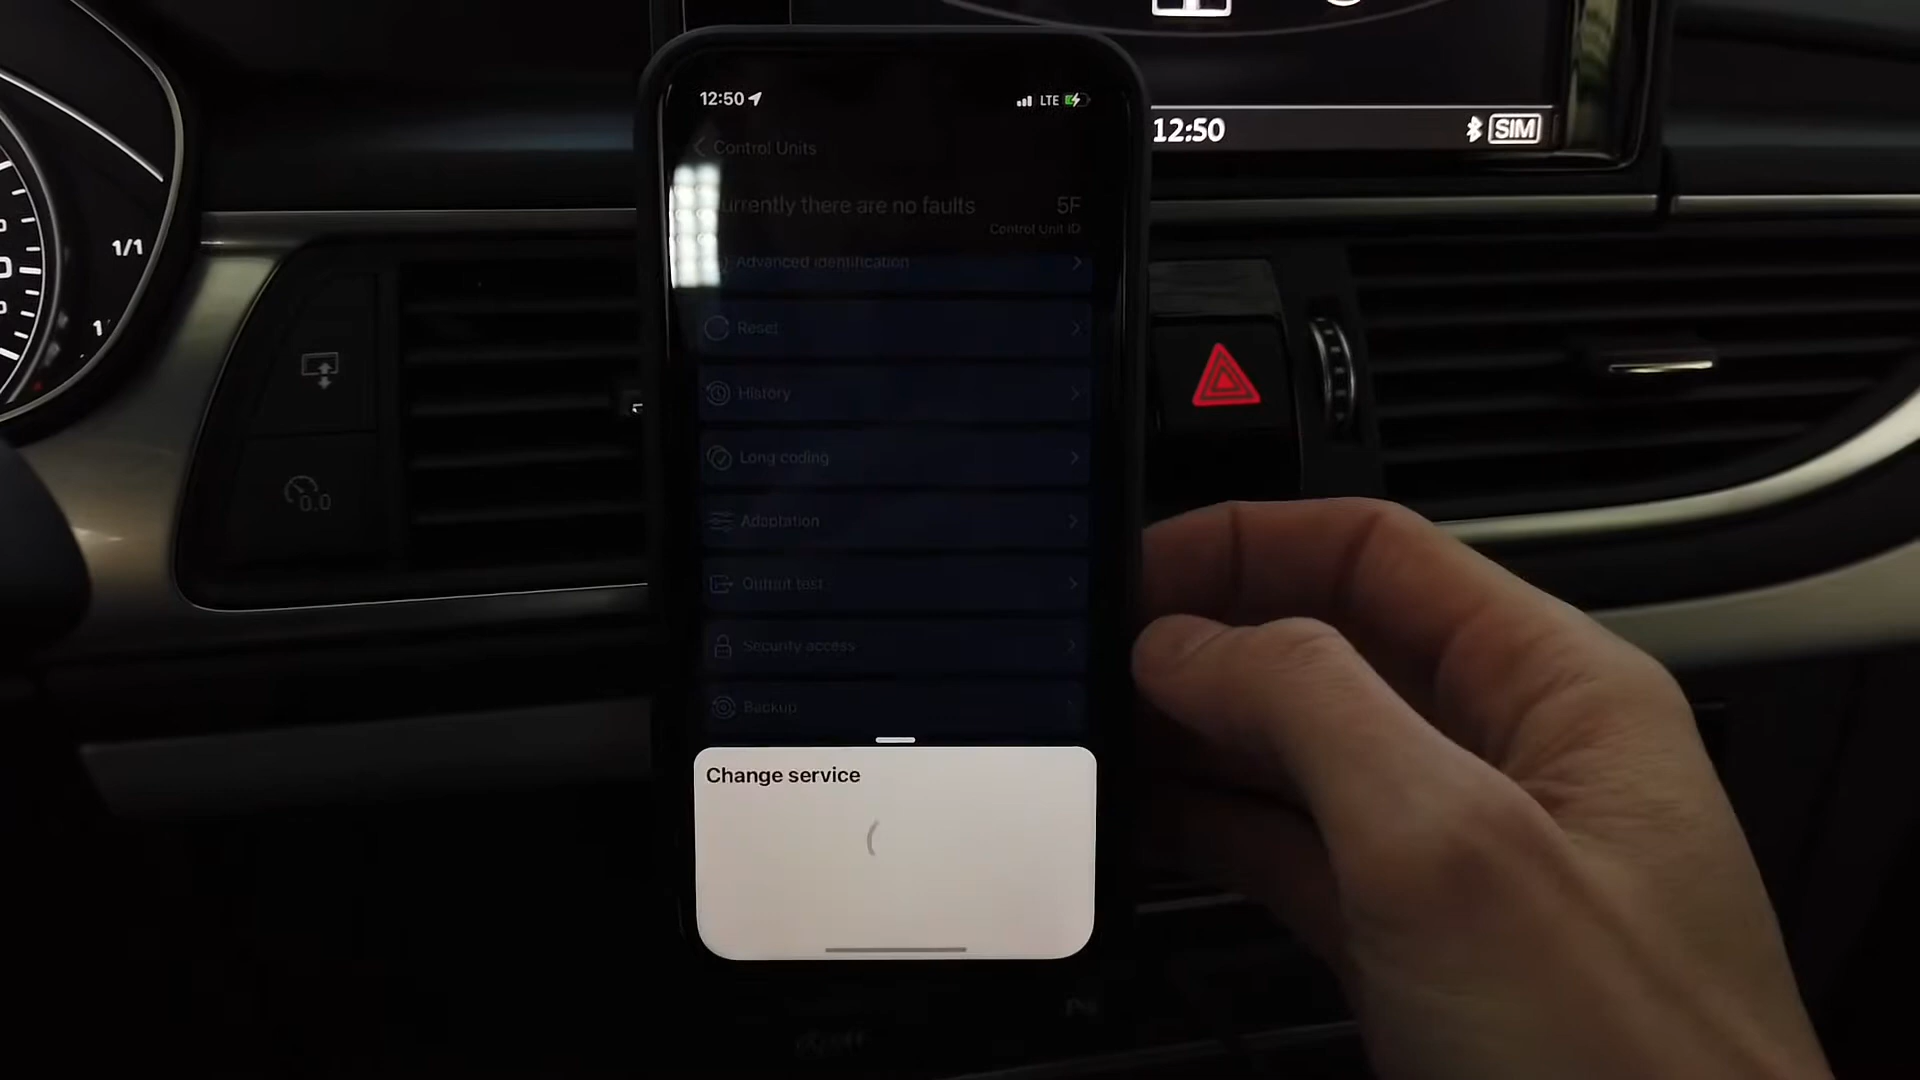 12:50
LTE
Control Units
urrently there are no faults
5F
Control Unit ID
Advanced identification
Reset
History
Long coding
Adaptation
Output test
Security access
Backup
Change service
12:50
SIM
1/1
1
0.0